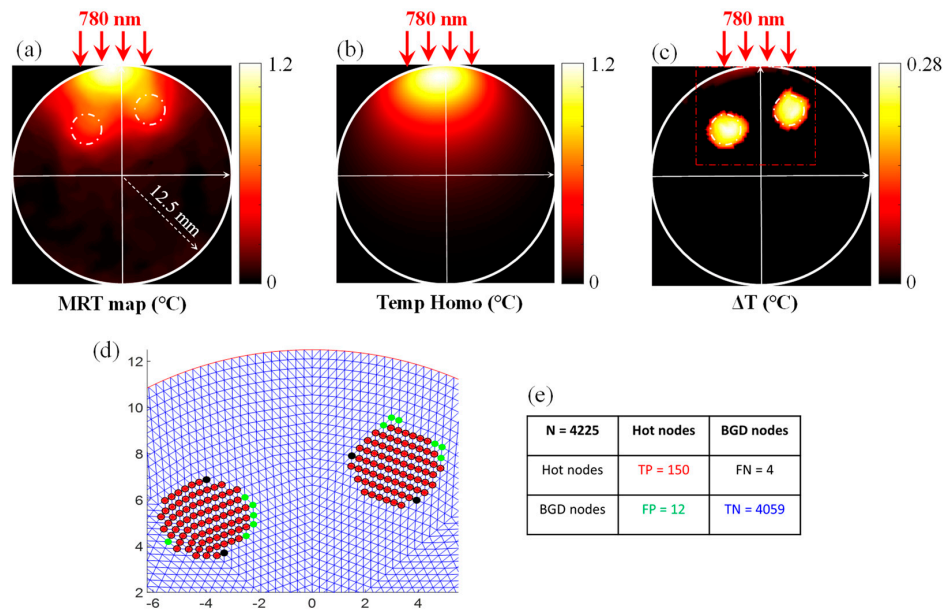 780 nm 780 nm 780 nm
(a) (b) (c)
1.2 1.2 0.28
12.5 mm
0 0 0
MRT map (°C) Temp Homo (°C) ΔT (°C)
(d)
12
10
8
6
4
2
-6 -4 -2 0 2 4
(e)
N = 4225 Hot nodes BGD nodes
Hot nodes TP = 150 FN = 4
BGD nodes FP = 12 TN = 4059